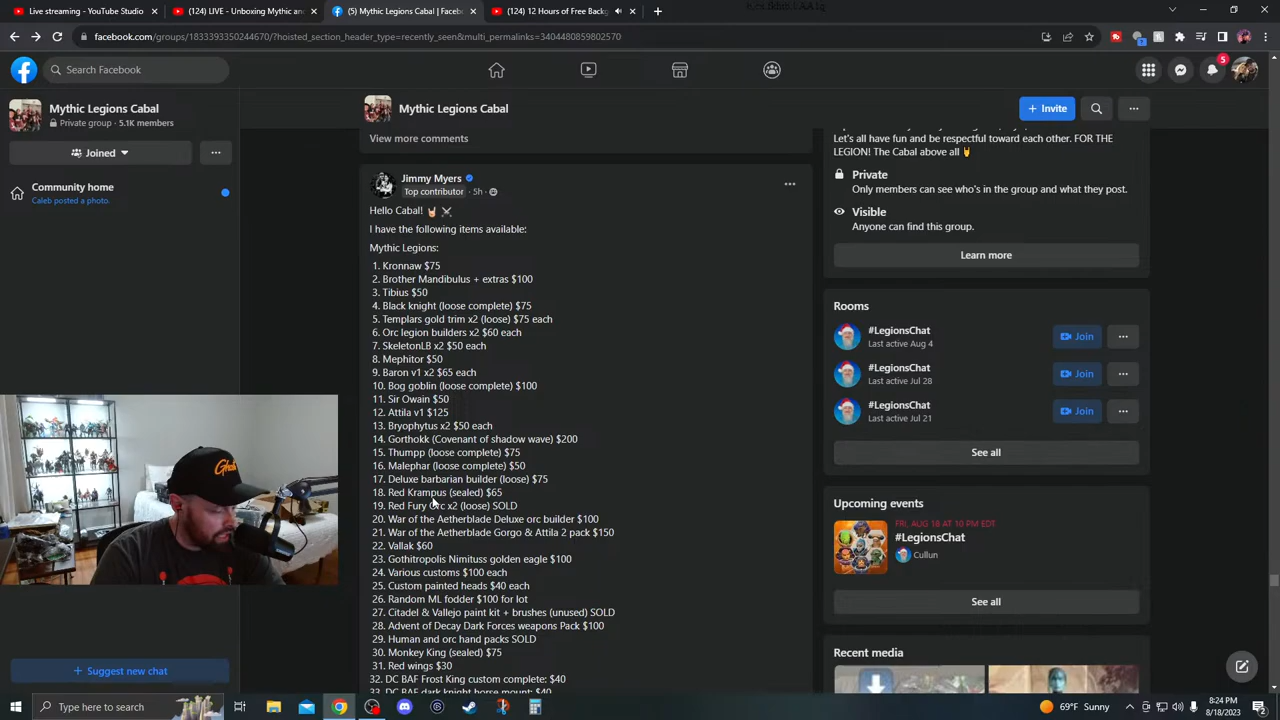 Live streaming - YouTube Studio
(124) LIVE - Unboxing Mythic an
(5) Mythic Legions Cabal | Facebo
(124) 12 Hours of Free Backg
facebook.com/groups/1833393350244670/?hoisted_section_header_type=recently_seen&multi_permalinks=3404480859802570
Search Facebook
5
Mythic Legions Cabal
Private group · 5.1K members
Joined
Community home
Caleb posted a photo.
Suggest new chat
Mythic Legions Cabal
+ Invite
View more comments
Jimmy Myers
Top contributor · 5h
Hello Cabal!
I have the following items available:
Mythic Legions:
1. Kronnaw $75
2. Brother Mandibulus + extras $100
3. Tibius $50
4. Black knight (loose complete) $75
5. Templars gold trim x2 (loose) $75 each
6. Orc legion builders x2 $60 each
7. SkeletonLB x2 $50 each
8. Mephitor $50
9. Baron v1 x2 $65 each
10. Bog goblin (loose complete) $100
11. Sir Owain $50
12. Attila v1 $125
13. Bryophytus x2 $50 each
14. Gorthokk (Covenant of shadow wave) $200
15. Thumpp (loose complete) $75
16. Malephar (loose complete) $50
17. Deluxe barbarian builder (loose) $75
18. Red Krampus (sealed) $65
19. Red Fury Orc x2 (loose) SOLD
20. War of the Aetherblade Deluxe orc builder $100
21. War of the Aetherblade Gorgo & Attila 2 pack $150
22. Vallak $60
23. Gothitropolis Nimituss golden eagle $100
24. Various customs $100 each
25. Custom painted heads $40 each
26. Random ML fodder $100 for lot
27. Citadel & Vallejo paint kit + brushes (unused) SOLD
28. Advent of Decay Dark Forces weapons Pack $100
29. Human and orc hand packs SOLD
30. Monkey King (sealed) $75
31. Red wings $30
32. DC BAF Frost King custom complete: $40
33. DC BAF dark knight horse mount: $40
Let's all have fun and be respectful toward each other. FOR THE
LEGION! The Cabal above all
Private
Only members can see who's in the group and what they post.
Visible
Anyone can find this group.
Learn more
Rooms
#LegionsChat
Last active Aug 4
Join
#LegionsChat
Last active Jul 28
Join
#LegionsChat
Last active Jul 21
Join
See all
Upcoming events
FRI, AUG 18 AT 10 PM EDT
#LegionsChat
Cullun
See all
Recent media
Type here to search
69°F Sunny
8:24 PM
8/18/2023
2